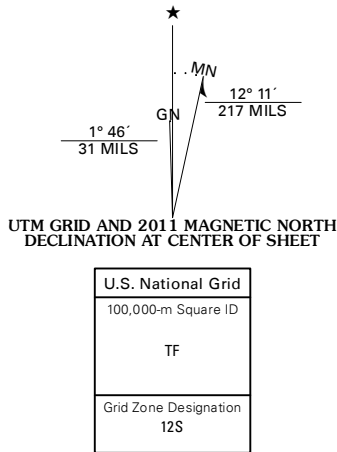 MN
GN
12° 11´
217 MILS
1° 46´
31 MILS
UTM GRID AND 2011 MAGNETIC NORTH
DECLINATION AT CENTER OF SHEET
U.S. National Grid
100,000-m Square ID
TF
Grid Zone Designation
12S